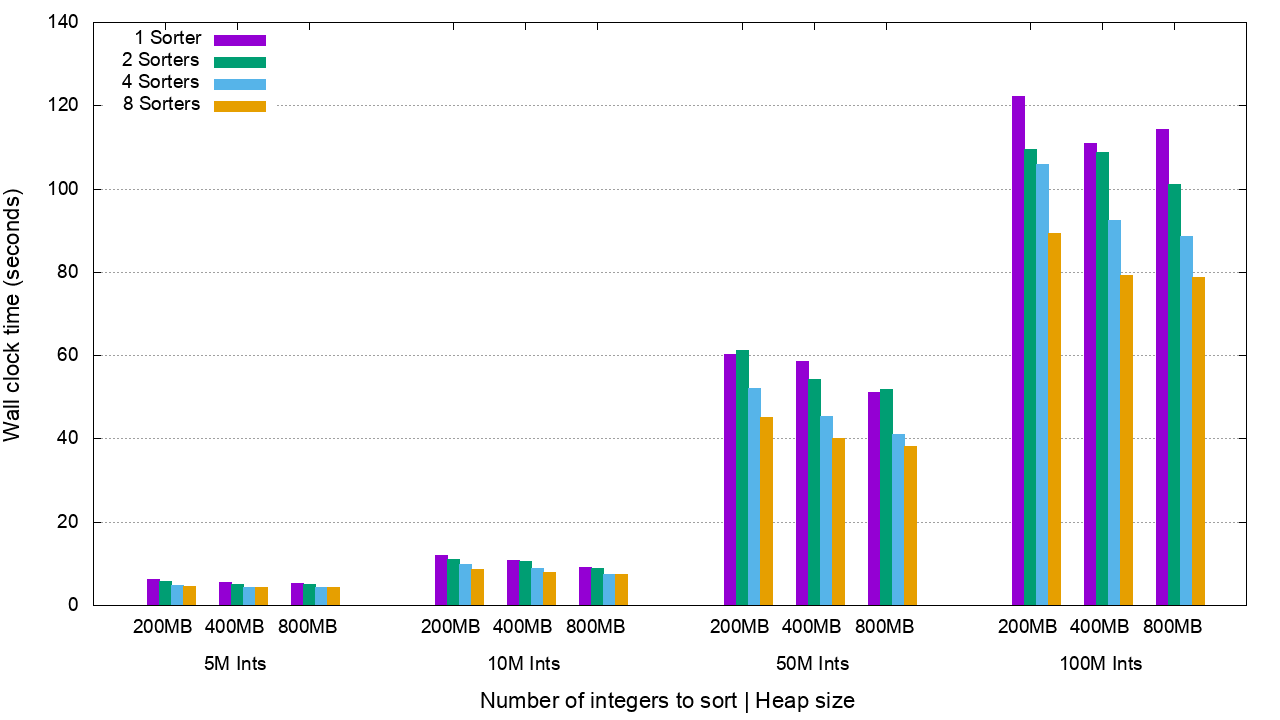 140
120
100
80
60
40
20
0
Wall clock time (seconds)
1 Sorter
2 Sorters
4 Sorters
8 Sorters
200MB 400MB 800MB 200MB 400MB 800MB 200MB 400MB 800MB 200MB 400MB 800MB
5M Ints 10M Ints 50M Ints 100M Ints
Number of integers to sort | Heap size